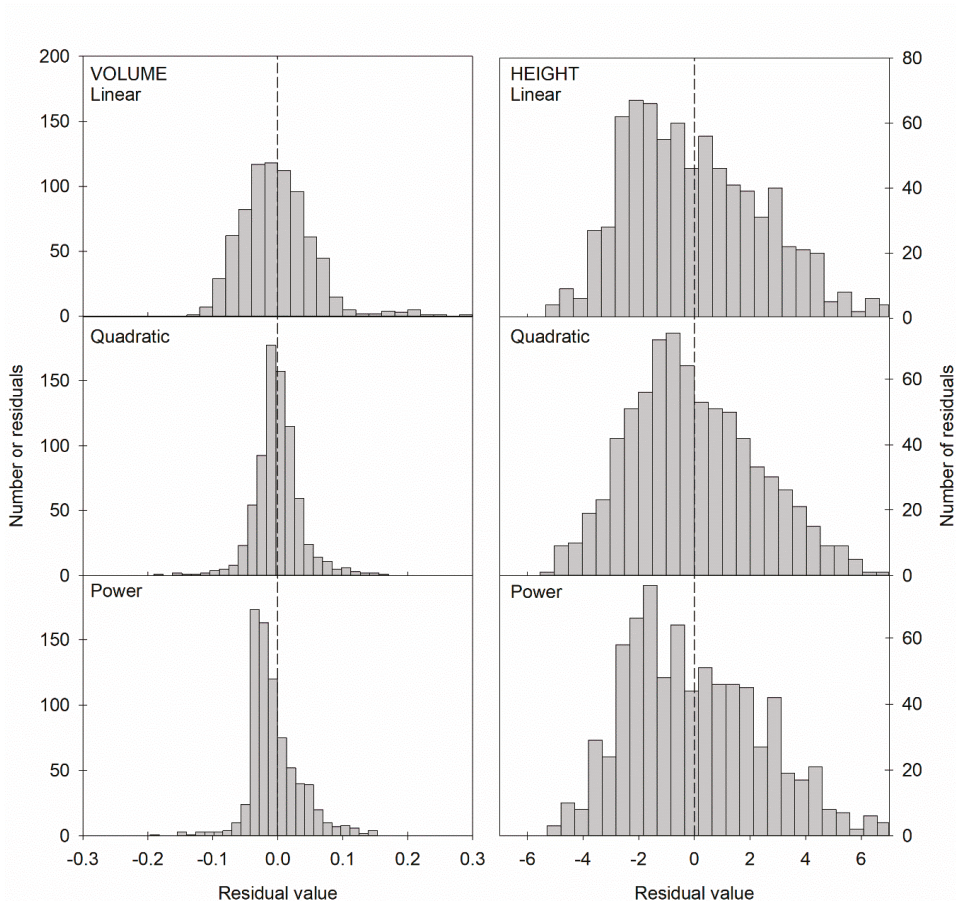 VOLUME
Linear
200
150
100
50
0
HEIGHT
Linear
80
60
40
20
0
Quadratic
150
100
50
0
Quadratic
60
40
20
0
Power
150
100
50
0
Power
60
40
20
0
Number or residuals
Number of residuals
-0.3 -0.2 -0.1 0.0 0.1 0.2 0.3
-6 -4 -2 0 2 4 6
Residual value
Residual value